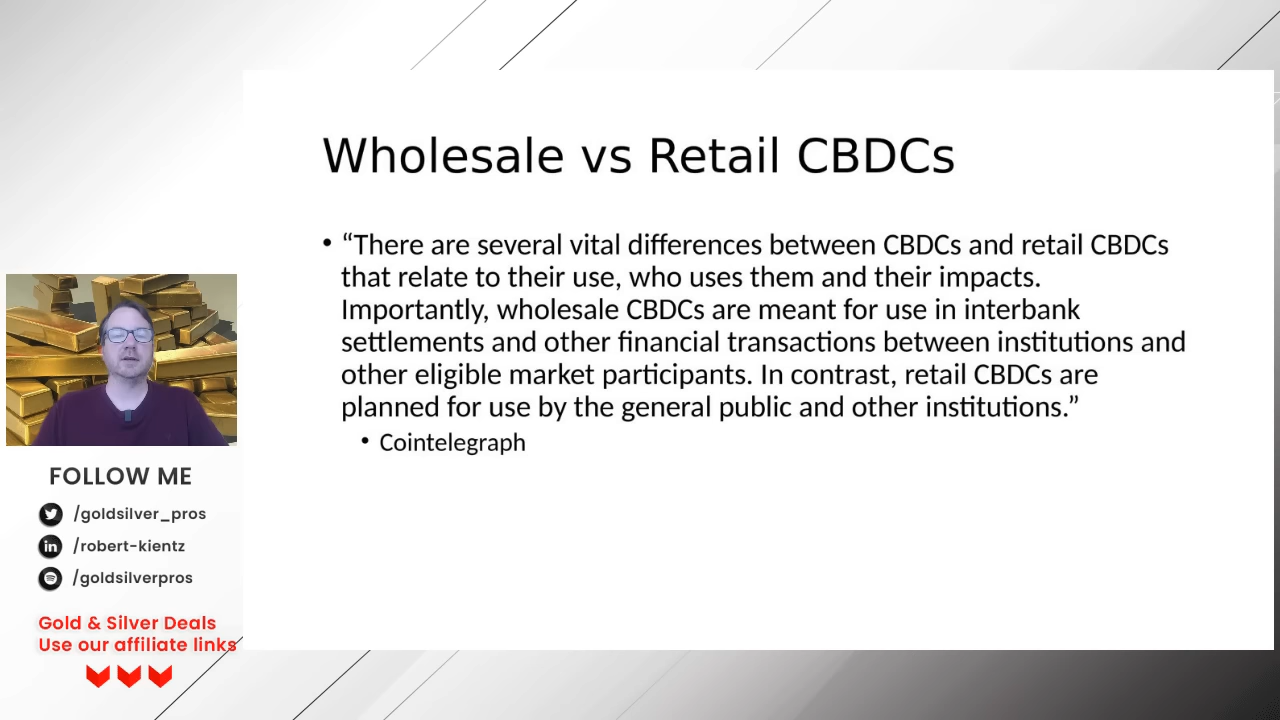 Wholesale vs Retail CBDCs
• “There are several vital differences between CBDCs and retail CBDCs
that relate to their use, who uses them and their impacts.
Importantly, wholesale CBDCs are meant for use in interbank
settlements and other financial transactions between institutions and
other eligible market participants. In contrast, retail CBDCs are
planned for use by the general public and other institutions.”
• Cointelegraph
FOLLOW ME
/goldsilver_pros
/robert-kientz
/goldsilverpros
Gold & Silver Deals
Use our affiliate links